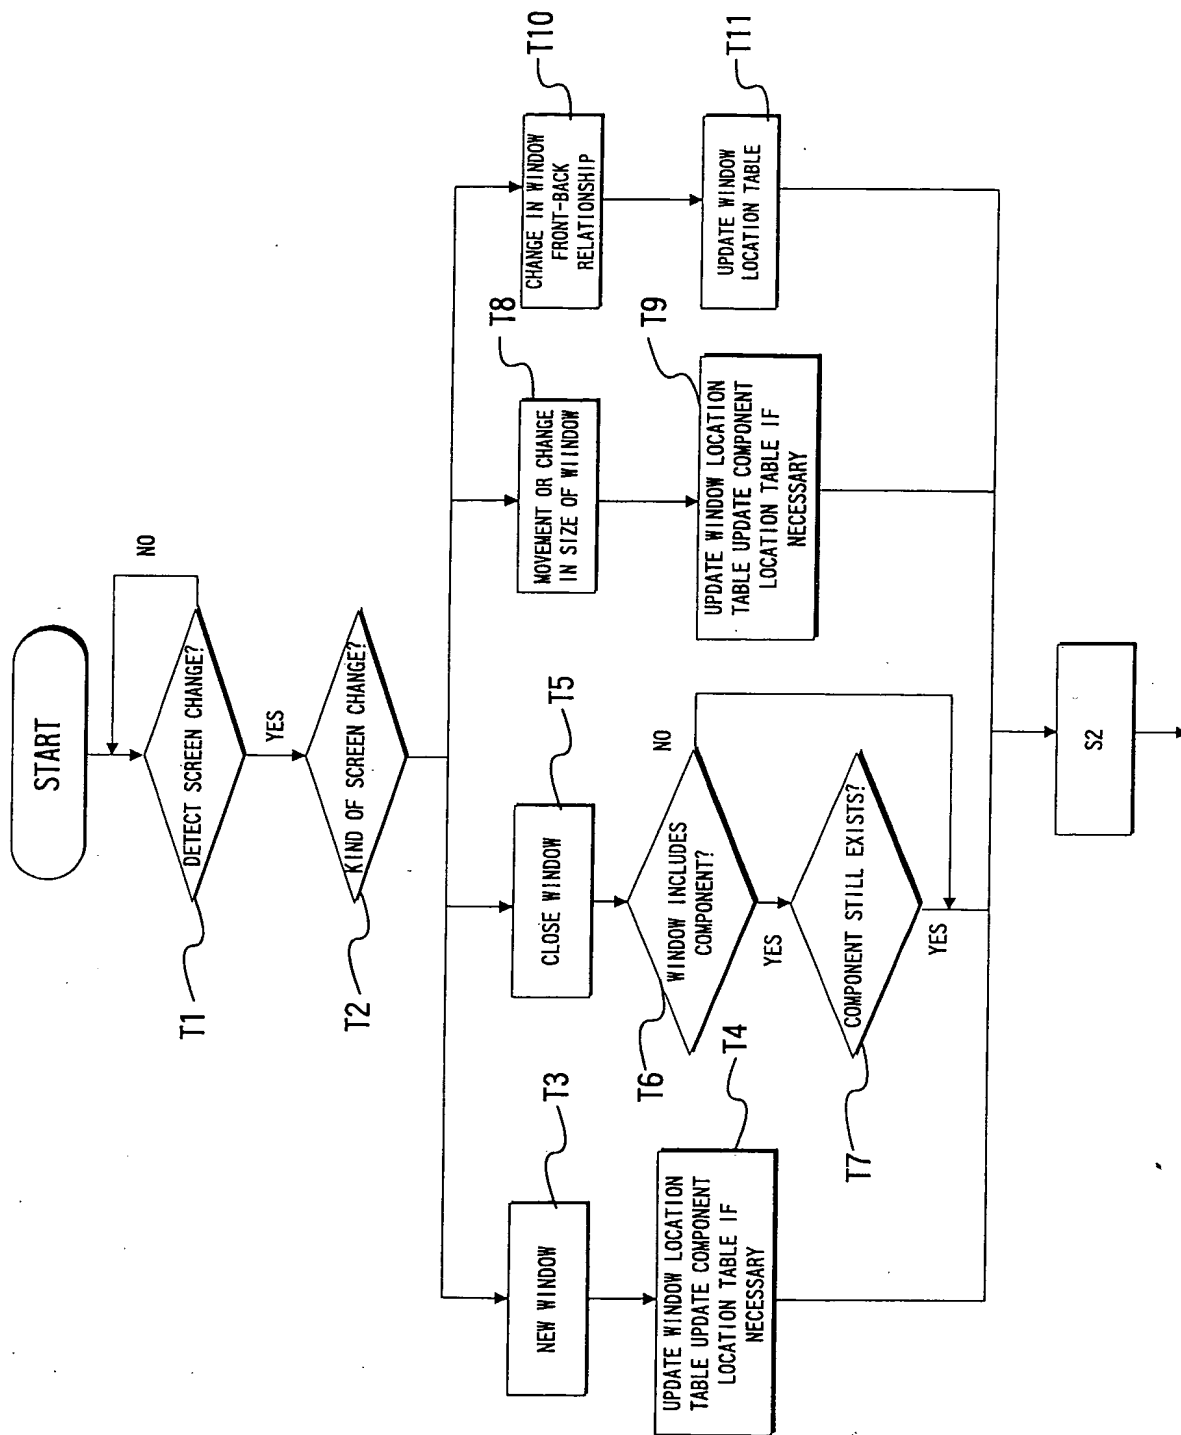 START
DETECT SCREEN CHANGE?
NO
T1
YES
KIND OF SCREEN CHANGE?
T2
NEW WINDOW
T3
UPDATE WINDOW LOCATION
TABLE UPDATE COMPONENT
LOCATION TABLE IF
NECESSARY
T4
CLOSE WINDOW
T5
WINDOW INCLUDES
COMPONENT?
T6
NO
YES
COMPONENT STILL EXISTS?
T7
YES
MOVEMENT OR CHANGE
IN SIZE OF WIINDOW
T8
UPDATE WINDOW LOCATION
TABLE UPDATE COMPONENT
LOCATION TABLE IF
NECESSARY
T9
CHANGE IN WINDOW
FRONT-BACK
RELATIONSHIP
T10
UPDATE WINDOW
LOCATION TABLE
T11
S2